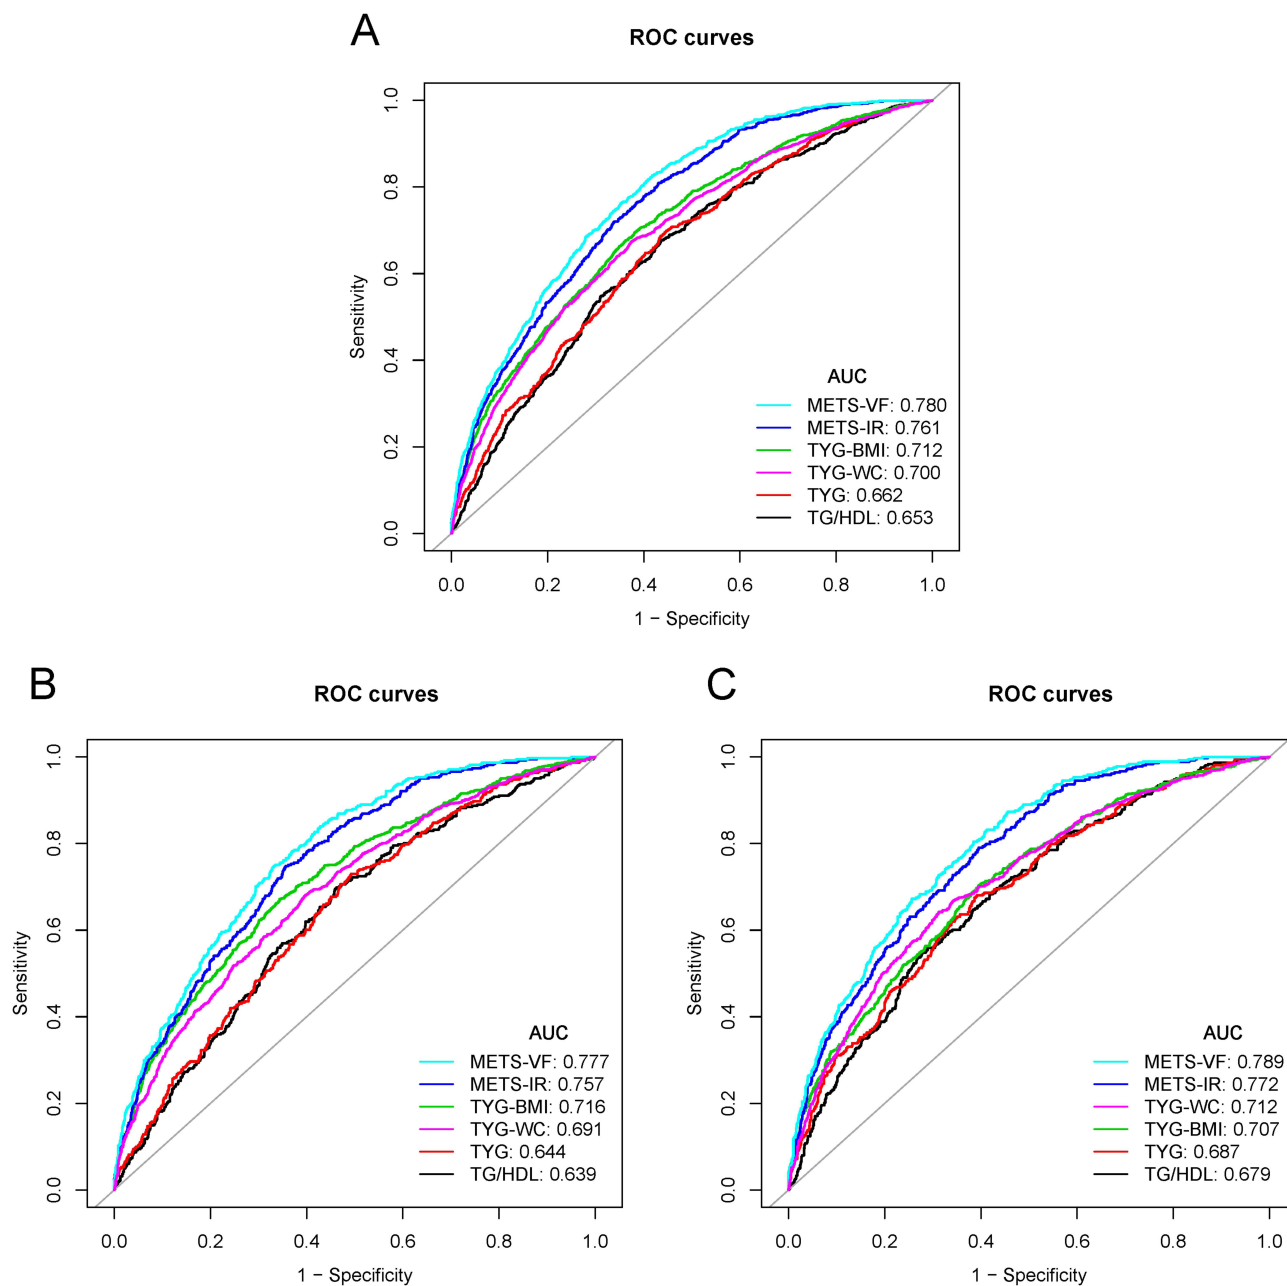 A
ROC curves
1.0
0.8
0.6
0.4
0.2
0.0
Sensitivity
AUC
METS-VF: 0.780
METS-IR: 0.761
TYG-BMI: 0.712
TYG-WC: 0.700
TYG: 0.662
TG/HDL: 0.653
0.0 0.2 0.4 0.6 0.8 1.0
1 − Specificity
B
ROC curves
1.0
0.8
0.6
0.4
0.2
0.0
Sensitivity
AUC
METS-VF: 0.777
METS-IR: 0.757
TYG-BMI: 0.716
TYG-WC: 0.691
TYG: 0.644
TG/HDL: 0.639
0.0 0.2 0.4 0.6 0.8 1.0
1 − Specificity
C
ROC curves
1.0
0.8
0.6
0.4
0.2
0.0
Sensitivity
AUC
METS-VF: 0.789
METS-IR: 0.772
TYG-WC: 0.712
TYG-BMI: 0.707
TYG: 0.687
TG/HDL: 0.679
0.0 0.2 0.4 0.6 0.8 1.0
1 − Specificity